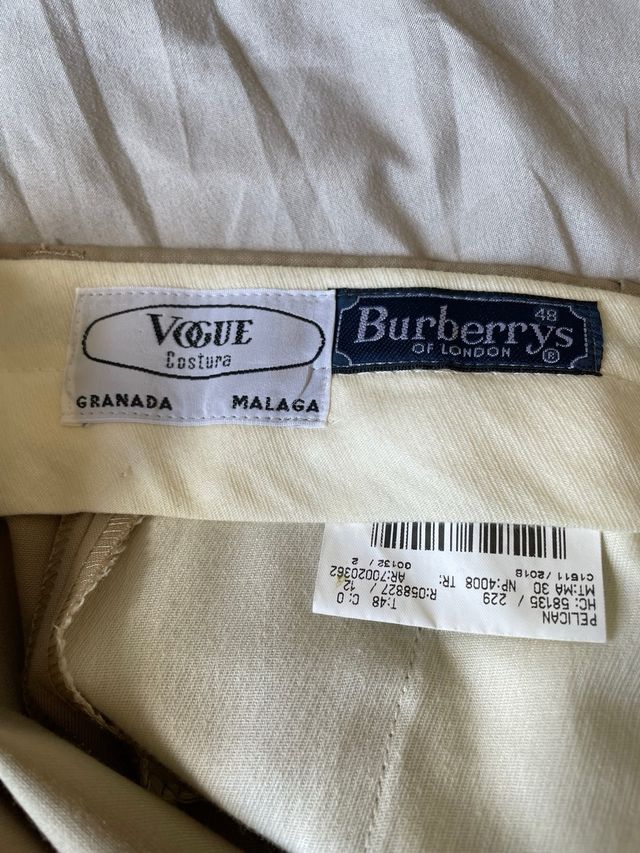 VOGUE
Costura
GRANADA MALAGA
48
Burberrys
OF LONDON ®
PELICAN
HC: 58135 / 229 T:48 C:0
R:058827 / 12
MT:MA 30 NP:4008 TR:
AR:70020362
C1611/2018 00132 / 2